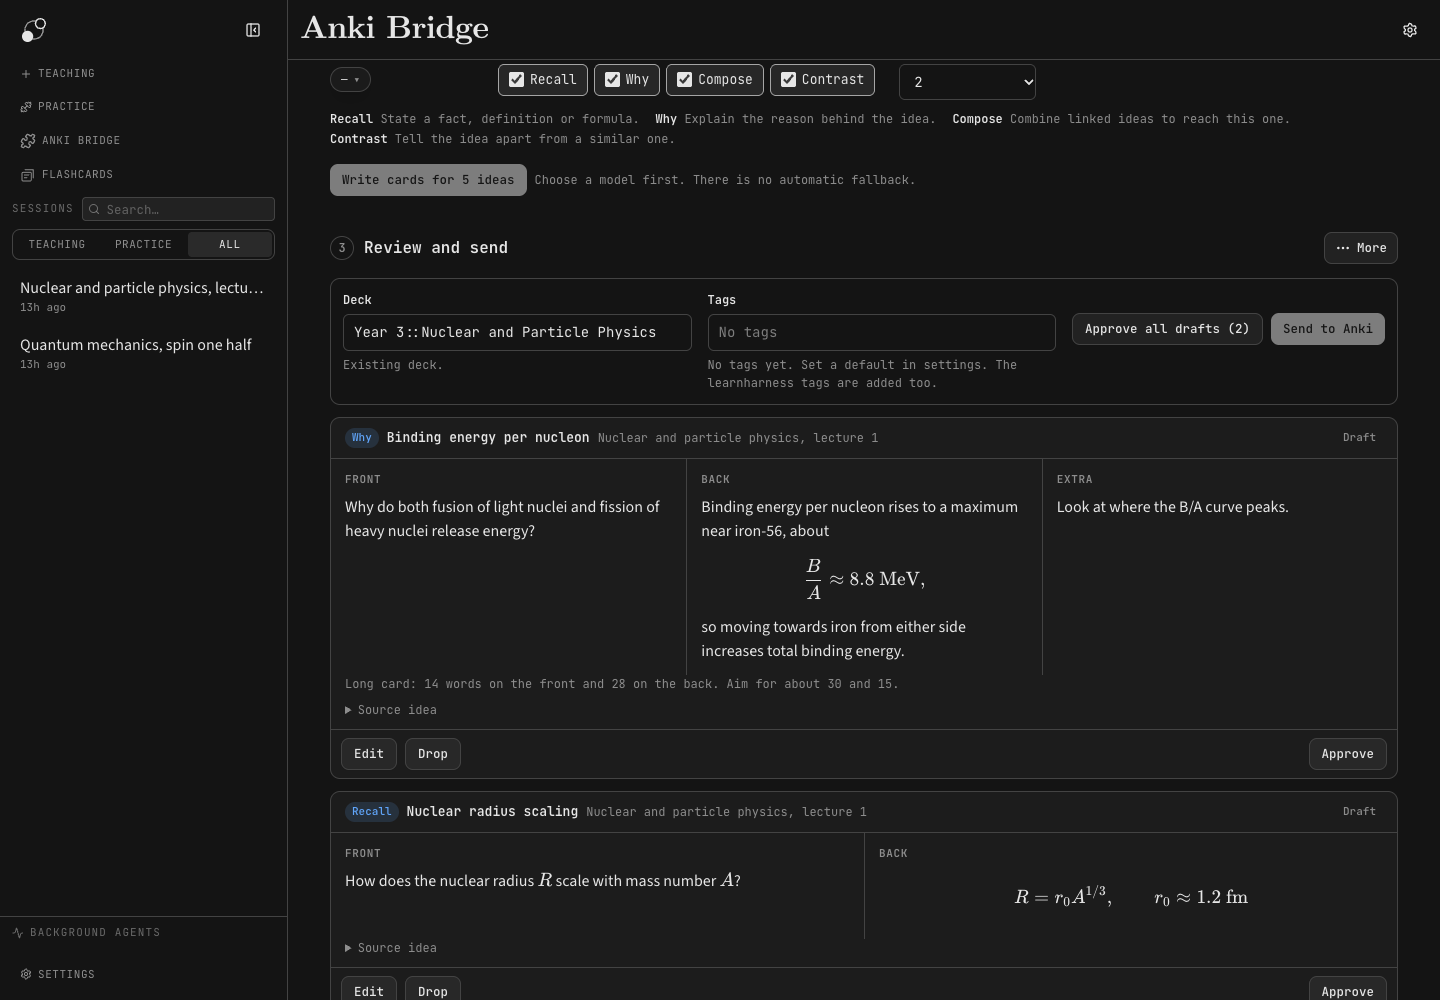 Anki Bridge
TEACHING
PRACTICE
ANKI BRIDGE
FLASHCARDS
SESSIONS
Search…
TEACHING PRACTICE ALL
Nuclear and particle physics, lectu…
13h ago
Quantum mechanics, spin one half
13h ago
BACKGROUND AGENTS
SETTINGS
—
Recall Why Compose Contrast 2
Recall State a fact, definition or formula. Why Explain the reason behind the idea. Compose Combine linked ideas to reach this one.
Contrast Tell the idea apart from a similar one.
Write cards for 5 ideas Choose a model first. There is no automatic fallback.
3 Review and send ··· More
Deck
Year 3::Nuclear and Particle Physics
Existing deck.
Tags
No tags
No tags yet. Set a default in settings. The
learnharness tags are added too.
Approve all drafts (2) Send to Anki
Why Binding energy per nucleon Nuclear and particle physics, lecture 1 Draft
FRONT
Why do both fusion of light nuclei and fission of
heavy nuclei release energy?
BACK
Binding energy per nucleon rises to a maximum
near iron-56, about
B/A ≈ 8.8 MeV,
so moving towards iron from either side
increases total binding energy.
EXTRA
Look at where the B/A curve peaks.
Long card: 14 words on the front and 28 on the back. Aim for about 30 and 15.
Source idea
Edit Drop Approve
Recall Nuclear radius scaling Nuclear and particle physics, lecture 1 Draft
FRONT
How does the nuclear radius R scale with mass number A?
BACK
R = r₀A^{1/3}, r₀ ≈ 1.2 fm
Source idea
Edit Drop Approve